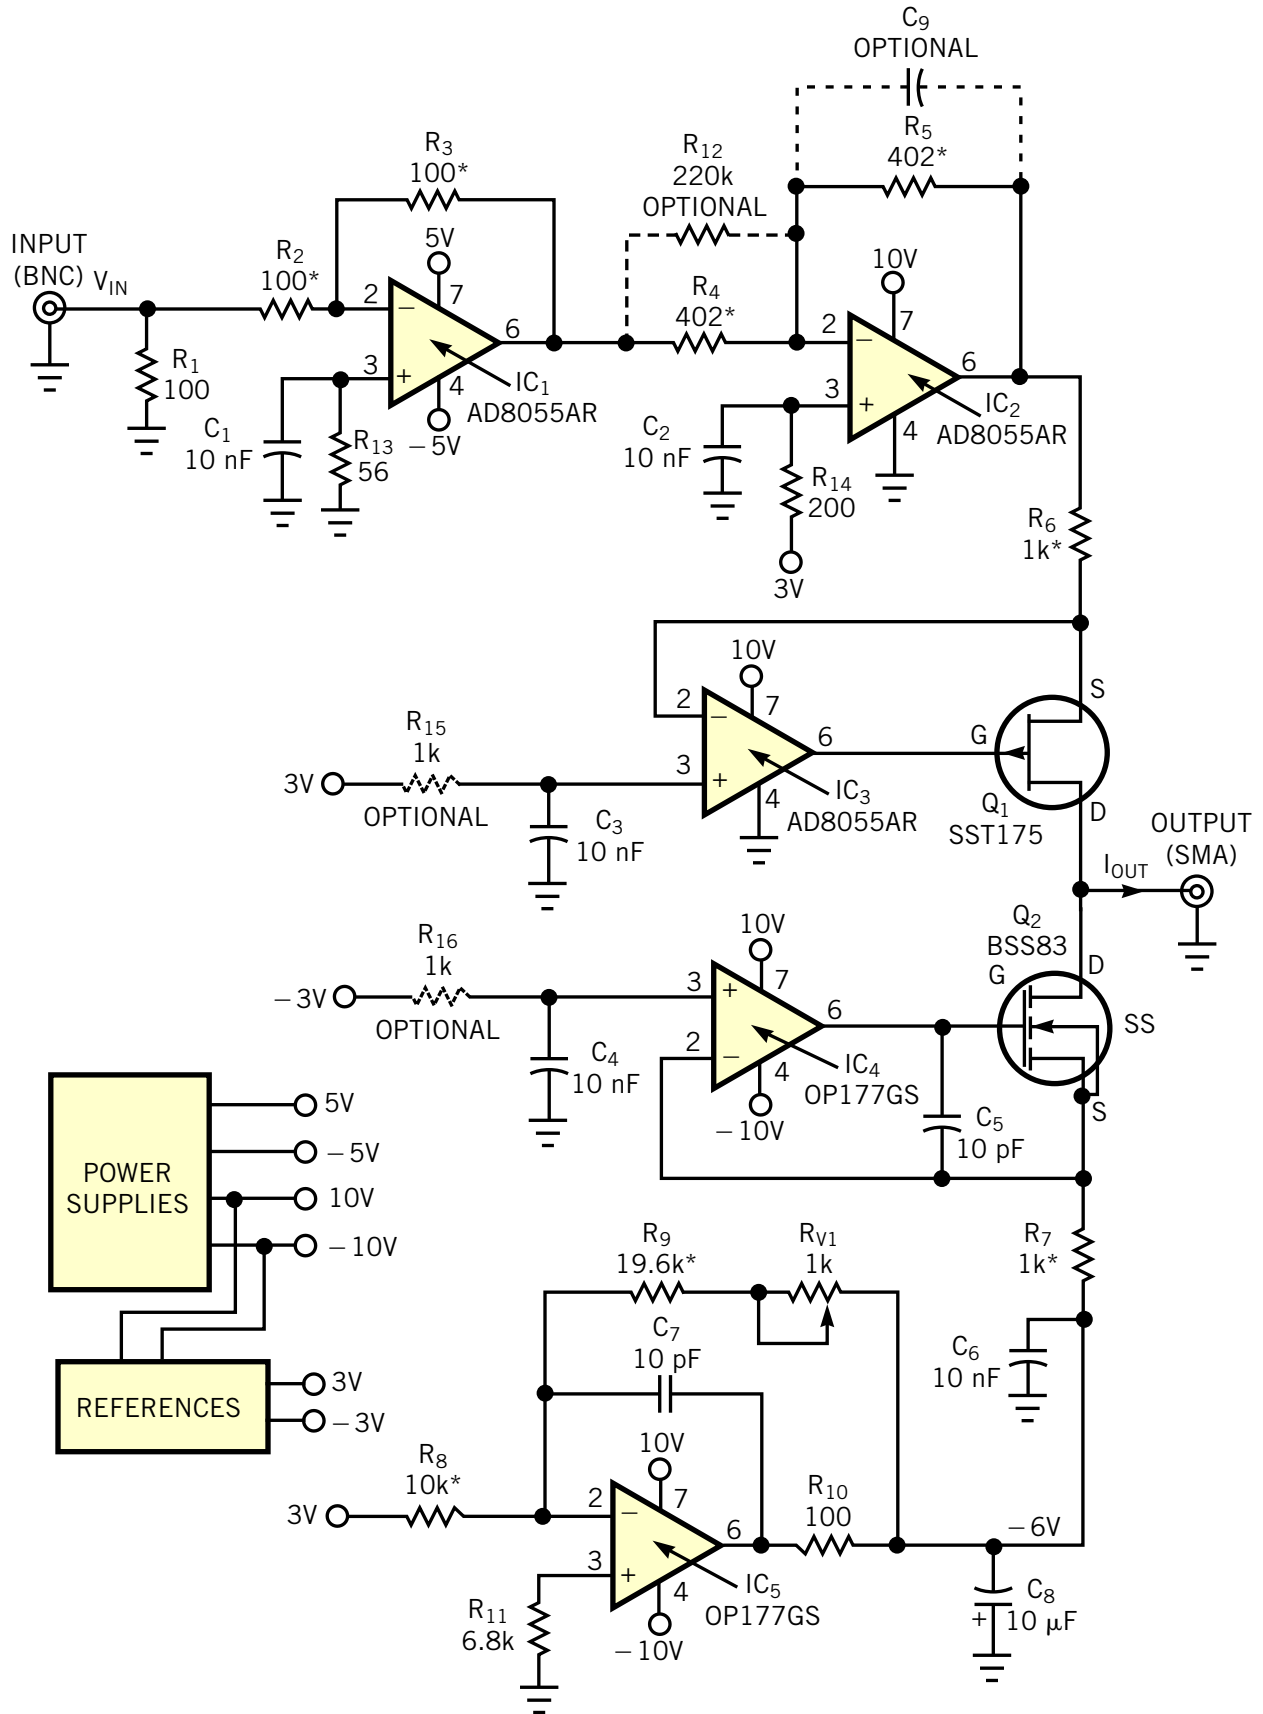 C9
OPTIONAL
R5
402*
R12
220k
OPTIONAL
R3
100*
INPUT
(BNC)
VIN
R2
100*
5V
2
−
7
6
3
+
4
R1
100
C1
10 nF
R13
56
−5V
IC1
AD8055AR
R4
402*
10V
2
−
7
6
3
+
4
IC2
AD8055AR
C2
10 nF
R14
200
3V
R6
1k*
10V
2
−
7
6
3
+
4
IC3
AD8055AR
3V
R15
1k
OPTIONAL
C3
10 nF
S
G
Q1
SST175
D
OUTPUT
(SMA)
IOUT
Q2
BSS83
G
D
SS
S
−3V
R16
1k
OPTIONAL
C4
10 nF
10V
3
+
7
6
2
−
4
−10V
IC4
OP177GS
C5
10 pF
POWER
SUPPLIES
5V
−5V
10V
−10V
REFERENCES
3V
−3V
R9
19.6k*
RV1
1k
R7
1k*
C7
10 pF
C6
10 nF
3V
R8
10k*
10V
2
−
7
6
3
+
4
−10V
IC5
OP177GS
R10
100
−6V
R11
6.8k
C8
+
10 μF